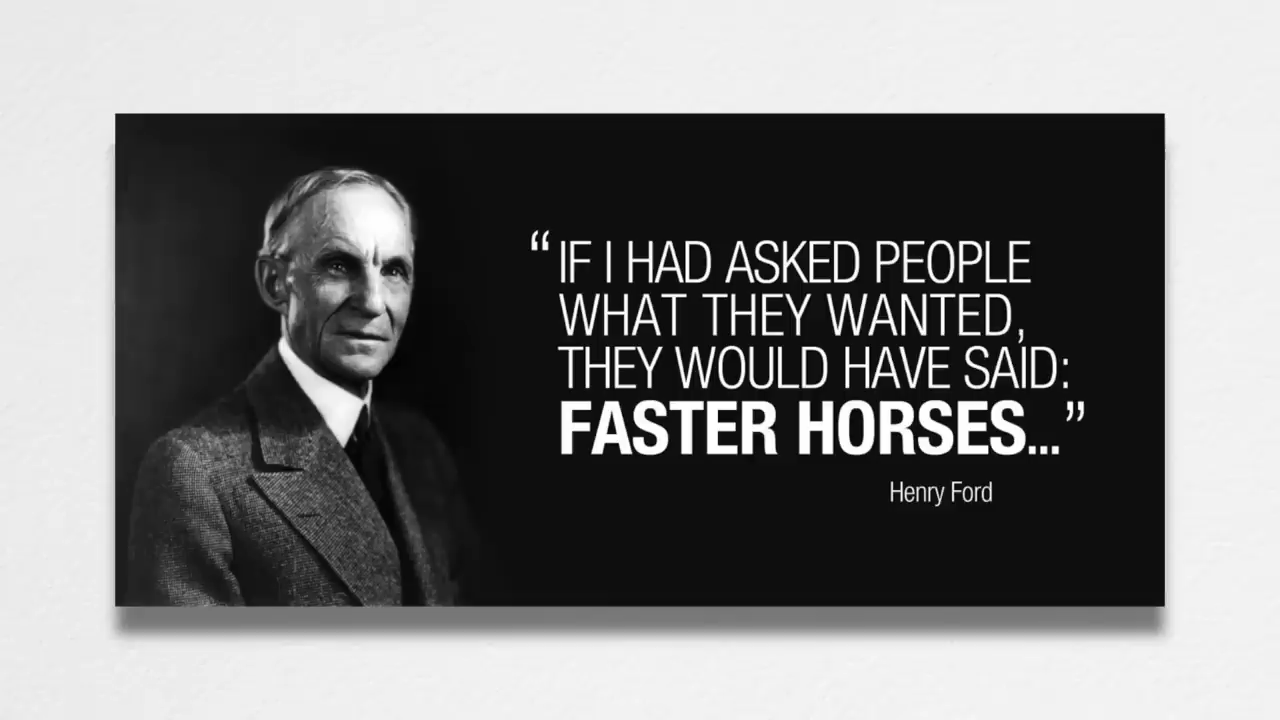 “IF I HAD ASKED PEOPLE
WHAT THEY WANTED,
THEY WOULD HAVE SAID:
FASTER HORSES...”
Henry Ford